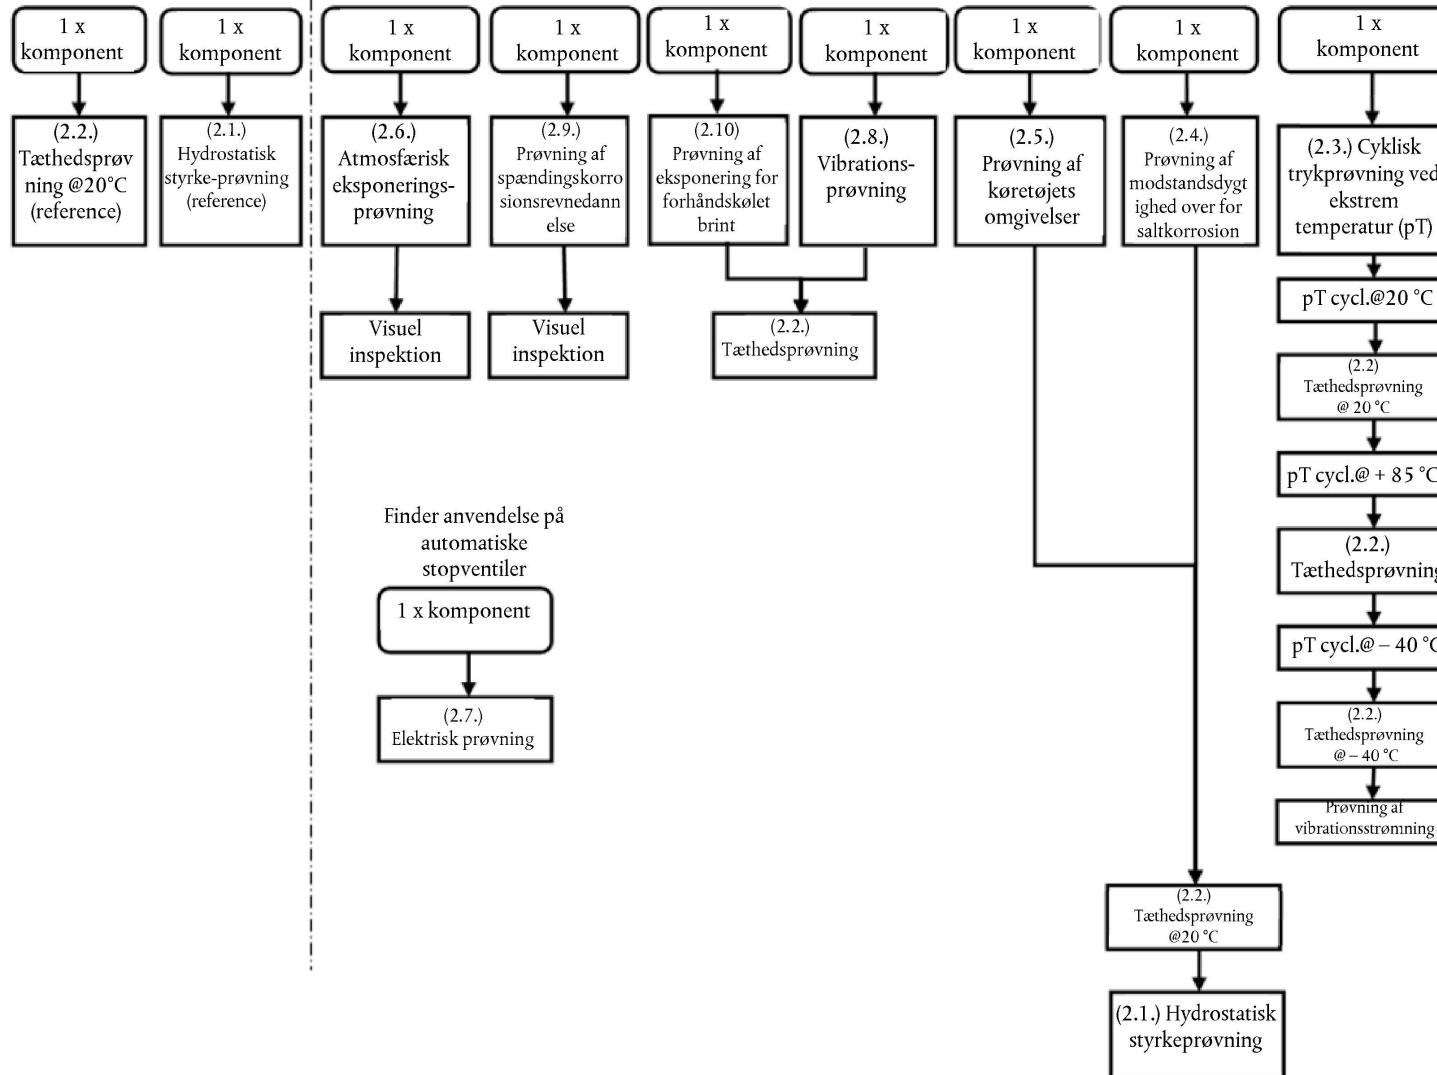 1 x
komponent
(2.2.)
Tæthedsprøv
ning @20°C
(reference)
1 x
komponent
(2.1.)
Hydrostatisk
styrke-prøvning
(reference)
1 x
komponent
(2.6.)
Atmosfærisk
eksponerings-
prøvning
Visuel
inspektion
1 x
komponent
(2.9.)
Prøvning af
spændingskorro
sionsrevnedann
else
Visuel
inspektion
1 x
komponent
(2.10)
Prøvning af
eksponering for
forhåndskølet
brint
1 x
komponent
(2.8.)
Vibrations-
prøvning
(2.2.)
Tæthedsprøvning
1 x
komponent
(2.5.)
Prøvning af
køretøjets
omgivelser
1 x
komponent
(2.4.)
Prøvning af
modstandsdygt
ighed over for
saltkorrosion
(2.2.)
Tæthedsprøvning
@20 °C
(2.1.) Hydrostatisk
styrkeprøvning
1 x
komponent
(2.3.) Cyklisk
trykprøvning ved
ekstrem
temperatur (pT)
pT cycl.@20 °C
(2.2)
Tæthedsprøvning
@ 20 °C
pT cycl.@ + 85 °C
(2.2.)
Tæthedsprøvning
pT cycl.@ – 40 °C
(2.2.)
Tæthedsprøvning
@ – 40 °C
Prøvning af
vibrationsstrømning
Finder anvendelse på
automatiske
stopventiler
1 x komponent
(2.7.)
Elektrisk prøvning